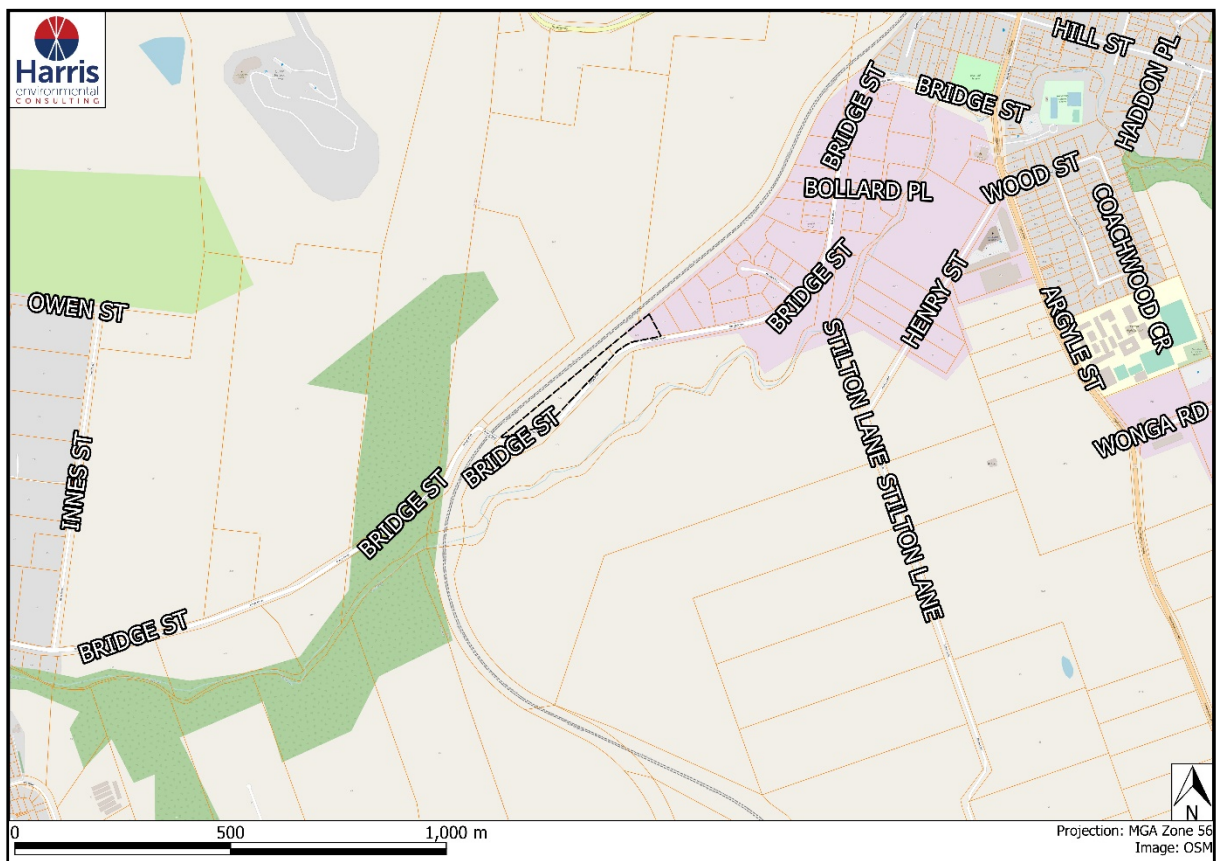 Harris
environmental
CONSULTING
HILL ST
HADDON PL
BRIDGE ST
BRIDGE ST
BOLLARD PL
WOOD ST
COACHWOOD CR
BRIDGE ST
HENRY ST
ARGYLE ST
OWEN ST
STILTON LANE
STILTON LANE
WONGA RD
BRIDGE ST
INNES ST
BRIDGE ST
BRIDGE ST
N
0 500 1,000 m
Projection: MGA Zone 56
Image: OSM